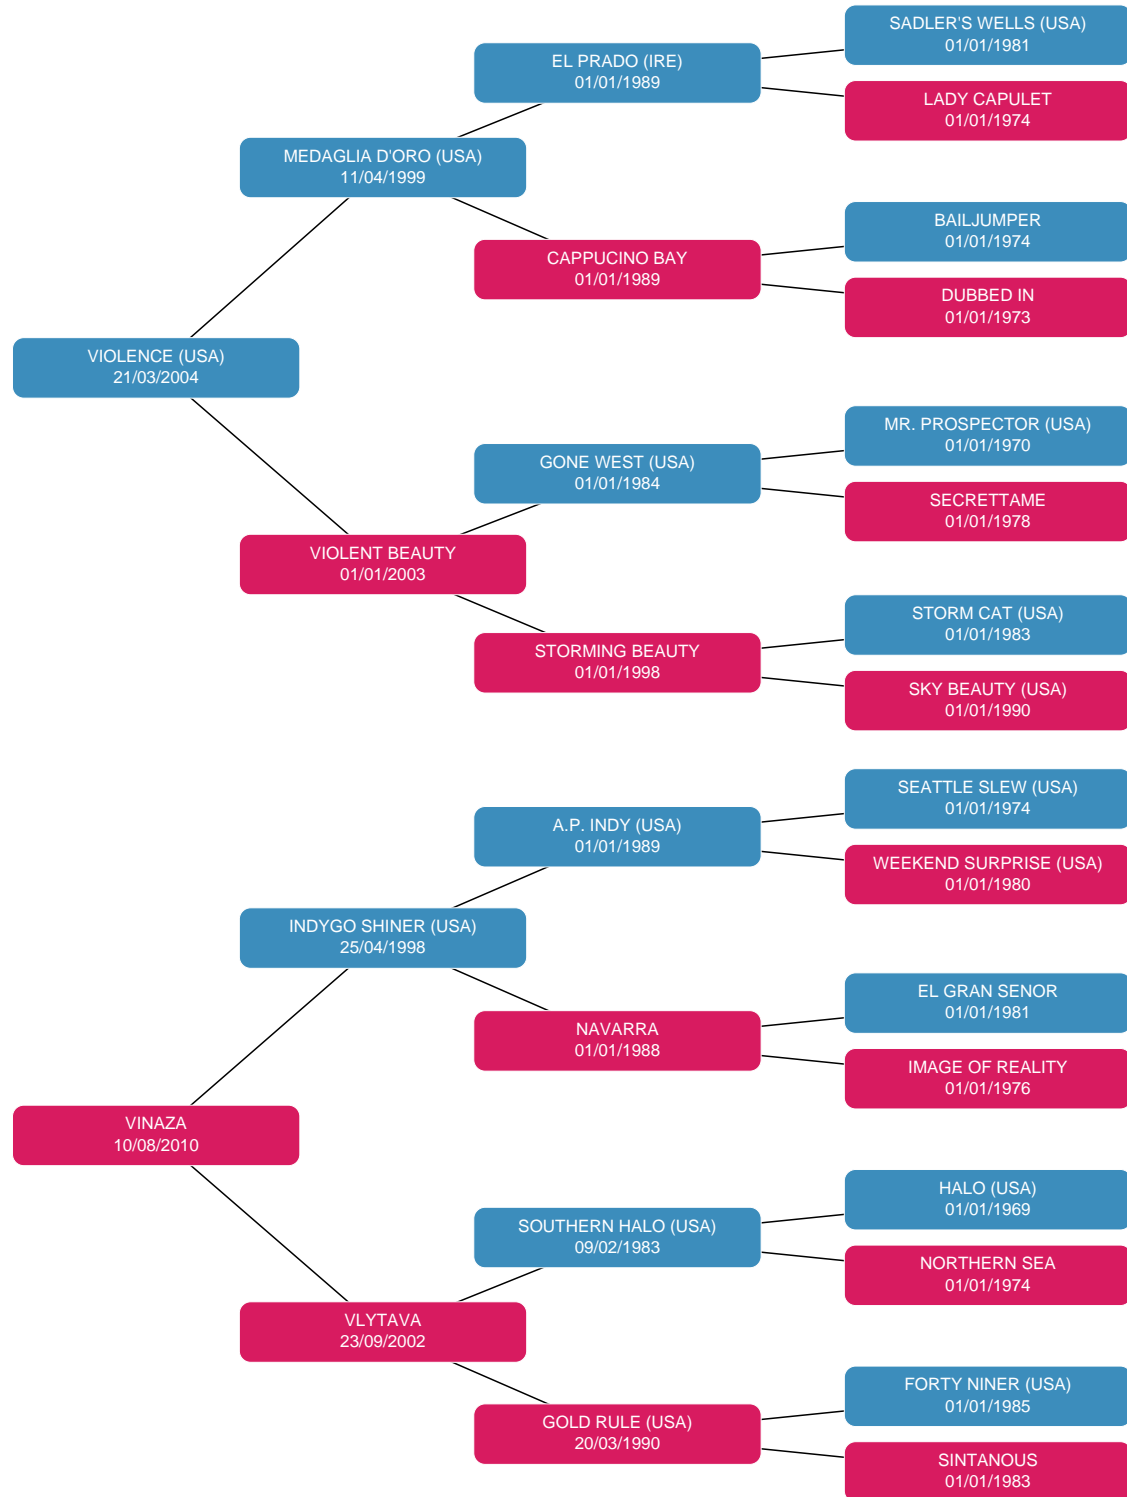 SADLER'S WELLS (USA)
01/01/1981
EL PRADO (IRE)
01/01/1989
LADY CAPULET
01/01/1974
MEDAGLIA D'ORO (USA)
11/04/1999
BAILJUMPER
01/01/1974
CAPPUCINO BAY
01/01/1989
DUBBED IN
01/01/1973
VIOLENCE (USA)
21/03/2004
MR. PROSPECTOR (USA)
01/01/1970
GONE WEST (USA)
01/01/1984
SECRETTAME
01/01/1978
VIOLENT BEAUTY
01/01/2003
STORM CAT (USA)
01/01/1983
STORMING BEAUTY
01/01/1998
SKY BEAUTY (USA)
01/01/1990
SEATTLE SLEW (USA)
01/01/1974
A.P. INDY (USA)
01/01/1989
WEEKEND SURPRISE (USA)
01/01/1980
INDYGO SHINER (USA)
25/04/1998
EL GRAN SENOR
01/01/1981
NAVARRA
01/01/1988
IMAGE OF REALITY
01/01/1976
VINAZA
10/08/2010
HALO (USA)
01/01/1969
SOUTHERN HALO (USA)
09/02/1983
NORTHERN SEA
01/01/1974
VLYTAVA
23/09/2002
FORTY NINER (USA)
01/01/1985
GOLD RULE (USA)
20/03/1990
SINTANOUS
01/01/1983